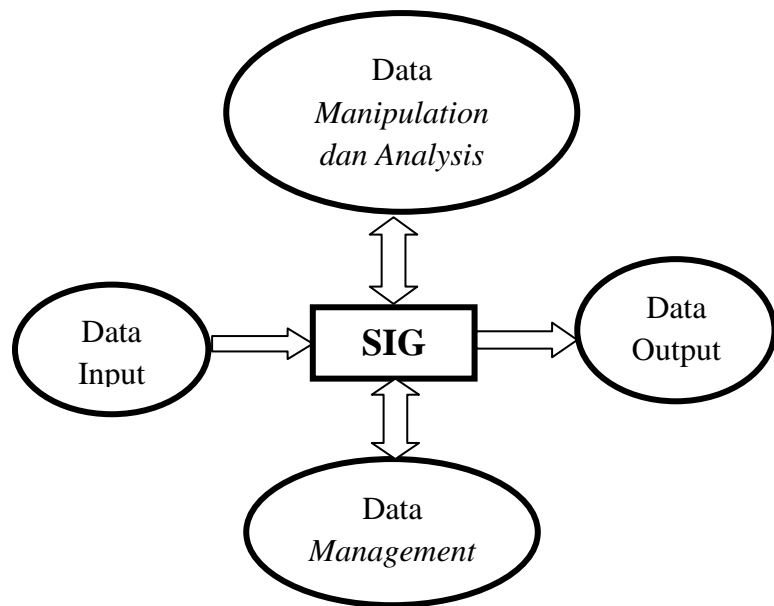 Data
Manipulation
dan Analysis
Data
Input
SIG
Data
Output
Data
Management